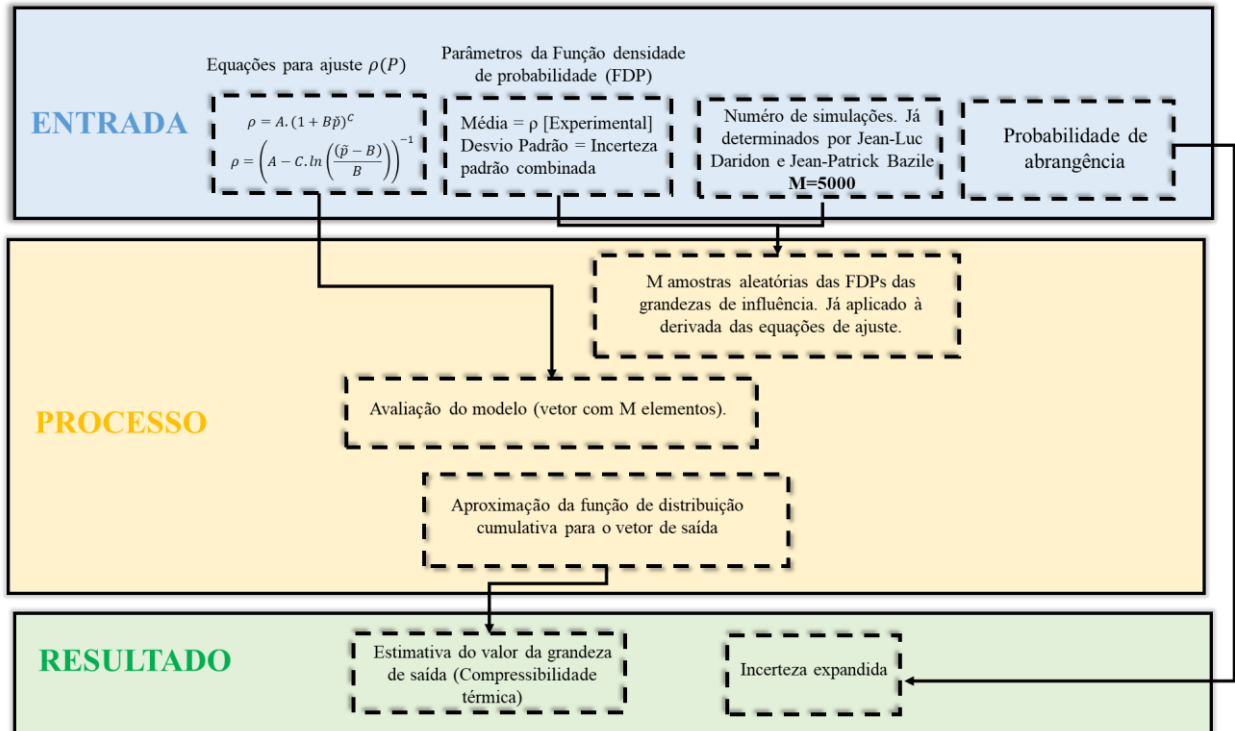 ENTRADA
Equações para ajuste ρ(P)
ρ = A.(1 + Bp̃)^C
ρ = (A − C.ln((p̃ − B)/B))^−1
Parâmetros da Função densidade
de probabilidade (FDP)
Média = ρ [Experimental]
Desvio Padrão = Incerteza
padrão combinada
Numéro de simulações. Já
determinados por Jean-Luc
Daridon e Jean-Patrick Bazile
M=5000
Probabilidade de
abrangência
PROCESSO
M amostras aleatórias das FDPs das
grandezas de influência. Já aplicado à
derivada das equações de ajuste.
Avaliação do modelo (vetor com M elementos).
Aproximação da função de distribuição
cumulativa para o vetor de saída
RESULTADO
Estimativa do valor da grandeza
de saída (Compressibilidade
térmica)
Incerteza expandida